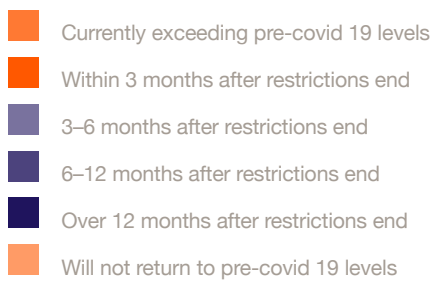 Currently exceeding pre-covid 19 levels
Within 3 months after restrictions end
3–6 months after restrictions end
6–12 months after restrictions end
Over 12 months after restrictions end
Will not return to pre-covid 19 levels